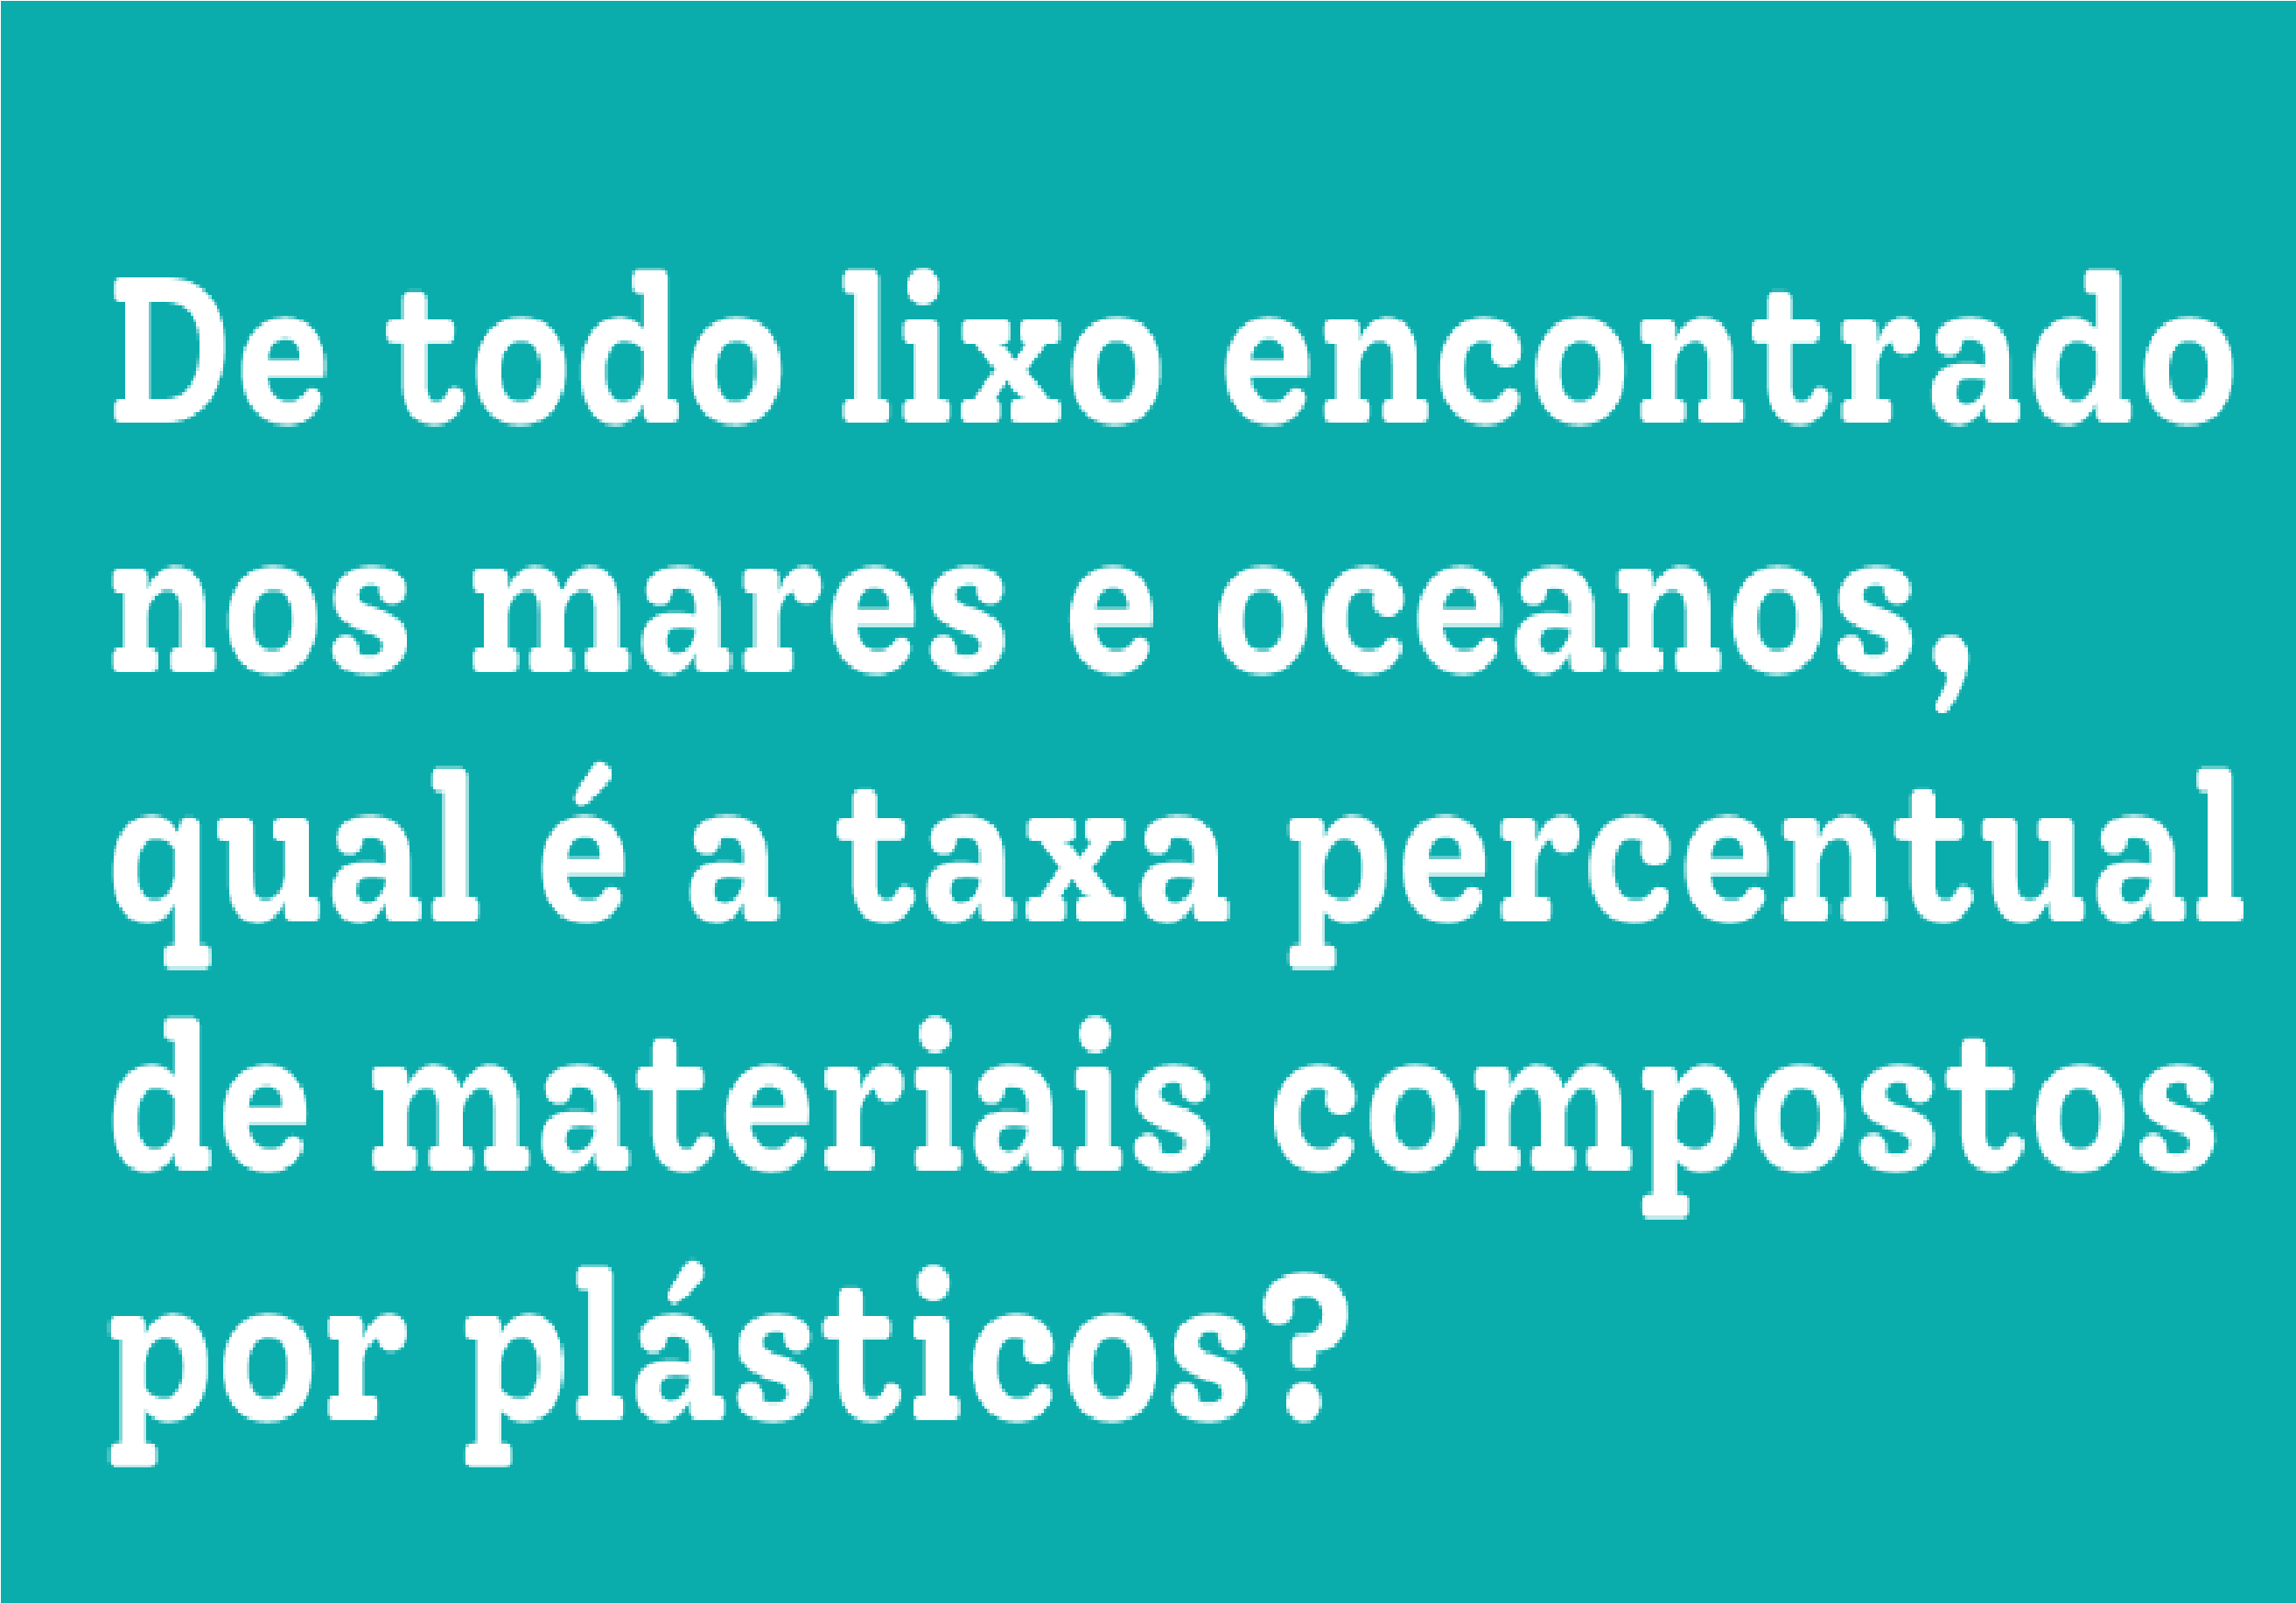 De todo lixo encontrado
nos mares e oceanos,
qual é a taxa percentual
de materiais compostos
por plásticos?